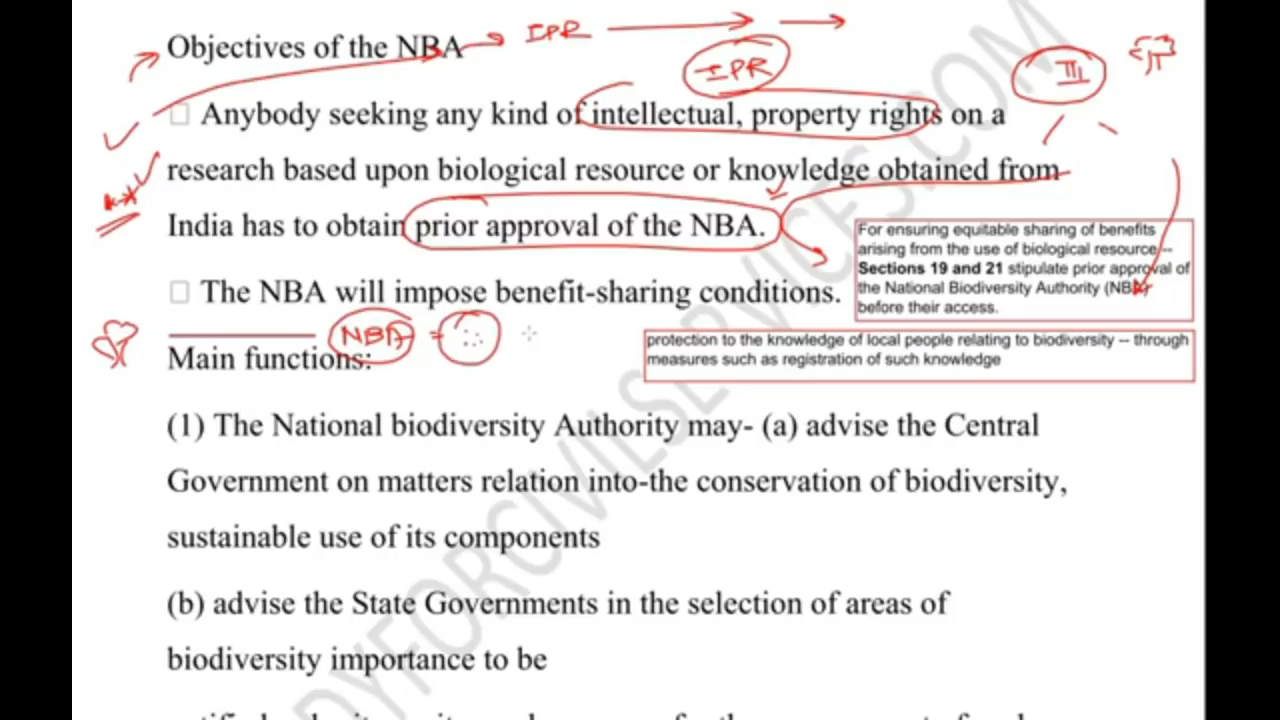 Objectives of the NBA
IPR
IPR
III
□ Anybody seeking any kind of intellectual, property rights on a
research based upon biological resource or knowledge obtained from
India has to obtain prior approval of the NBA.
For ensuring equitable sharing of benefits
arising from the use of biological resource --
Sections 19 and 21 stipulate prior approval of
the National Biodiversity Authority (NBA)
before their access.
□ The NBA will impose benefit-sharing conditions.
NBA
protection to the knowledge of local people relating to biodiversity -- through
measures such as registration of such knowledge
Main functions:
(1) The National biodiversity Authority may- (a) advise the Central
Government on matters relation into-the conservation of biodiversity,
sustainable use of its components
(b) advise the State Governments in the selection of areas of
biodiversity importance to be
DYFORCIVILSERVICES.COM